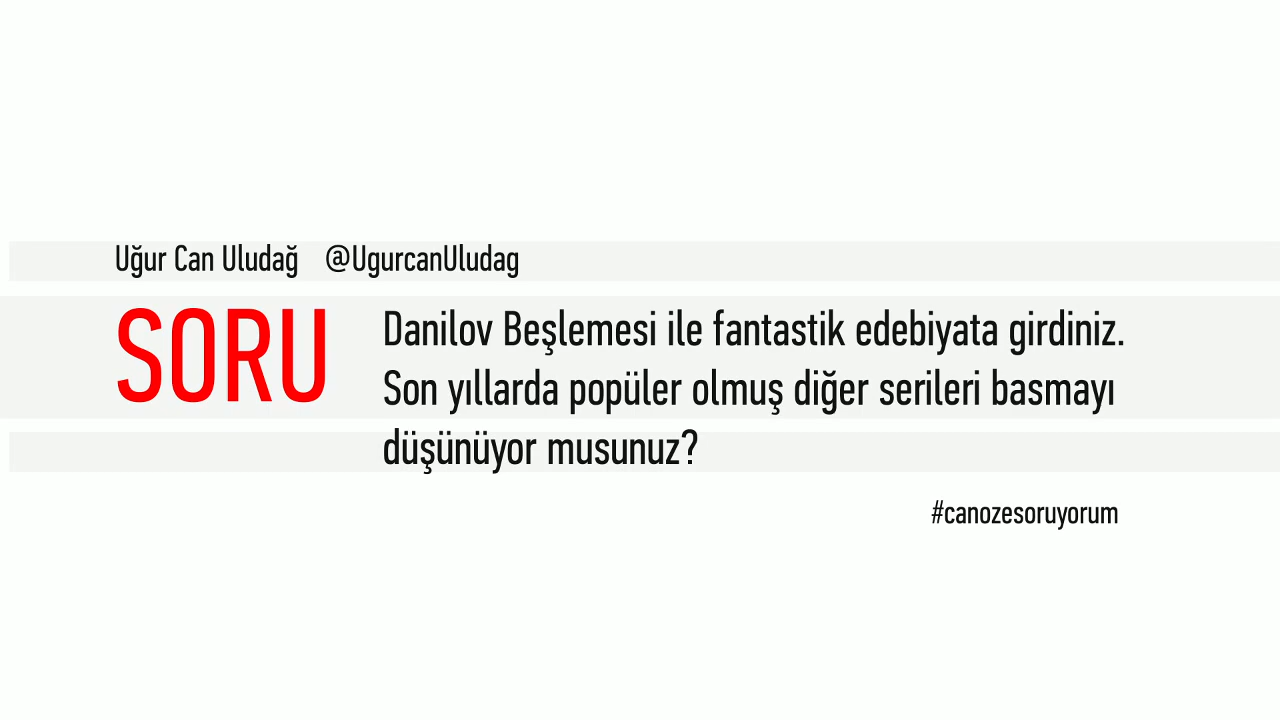 Uğur Can Uludağ @UgurcanUludag
SORU
Danilov Beşlemesi ile fantastik edebiyata girdiniz.
Son yıllarda popüler olmuş diğer serileri basmayı
düşünüyor musunuz?
#canozesoruyorum